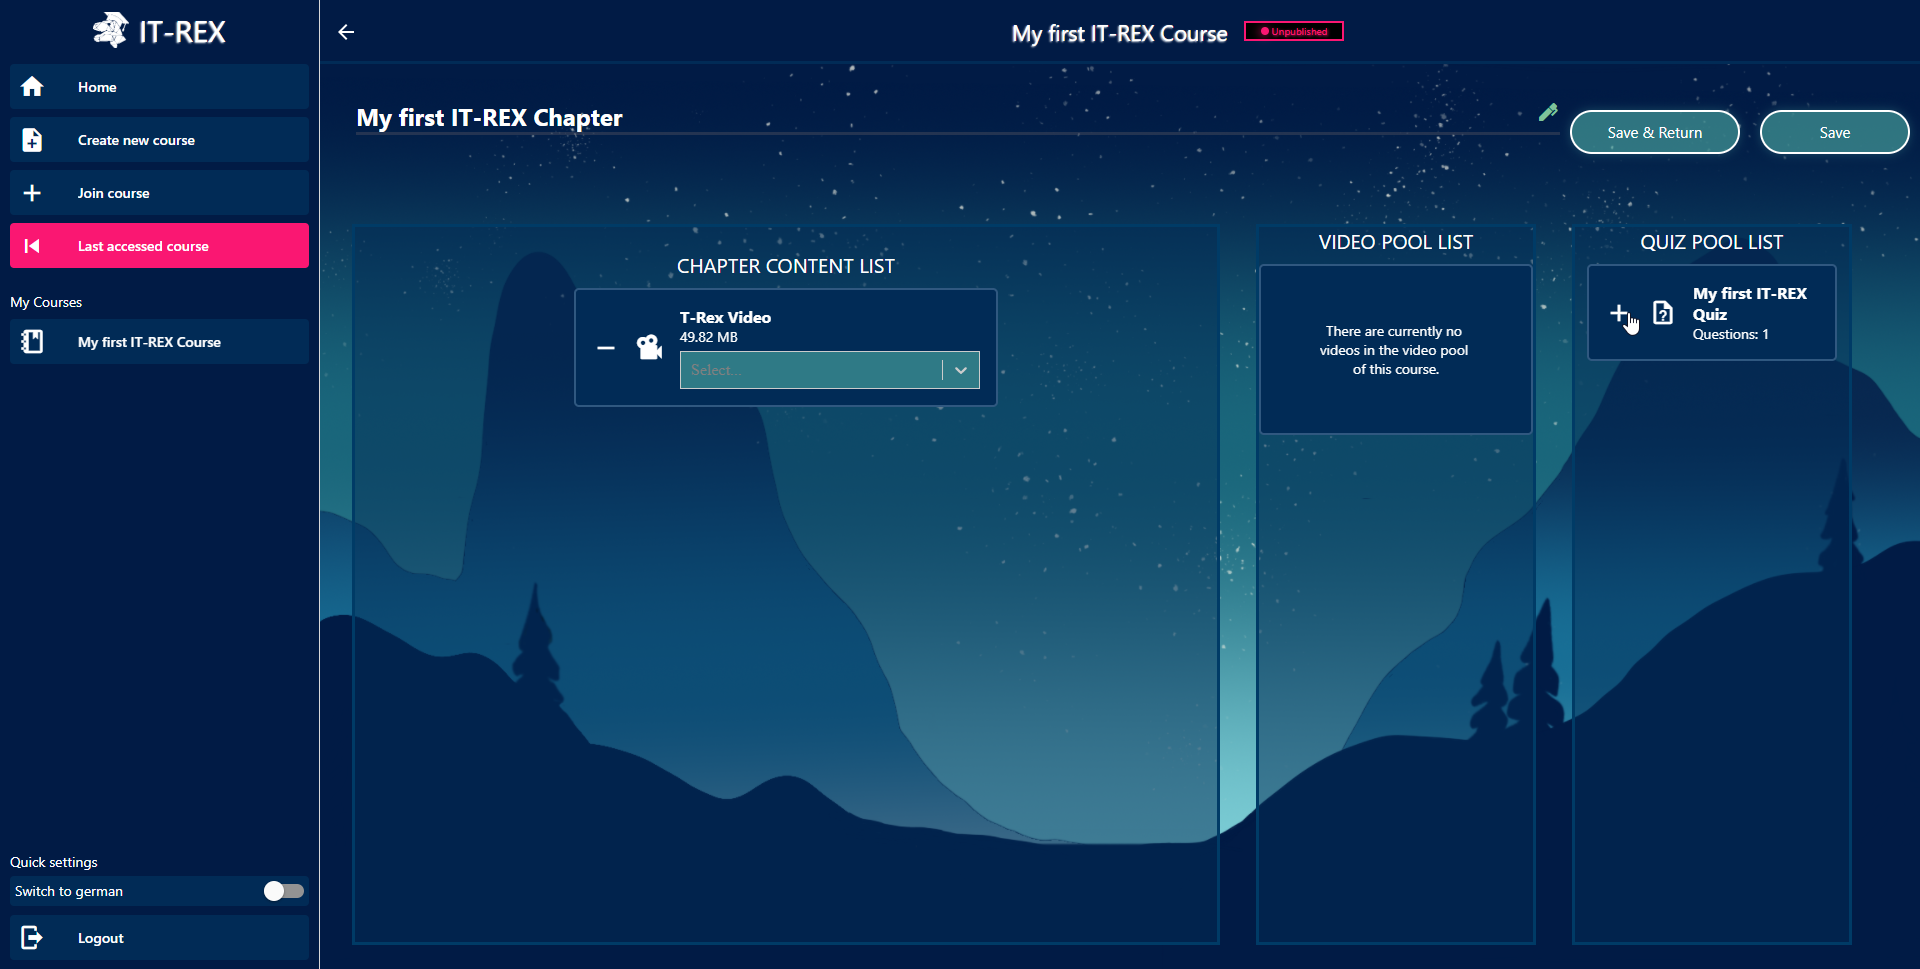 IT-REX
Home
Create new course
Join course
Last accessed course
My Courses
My first IT-REX Course
Quick settings
Switch to german
Logout
My first IT-REX Course
Unpublished
My first IT-REX Chapter
Save & Return
Save
CHAPTER CONTENT LIST
T-Rex Video
49.82 MB
Select...
VIDEO POOL LIST
There are currently no
videos in the video pool
of this course.
QUIZ POOL LIST
My first IT-REX
Quiz
Questions: 1